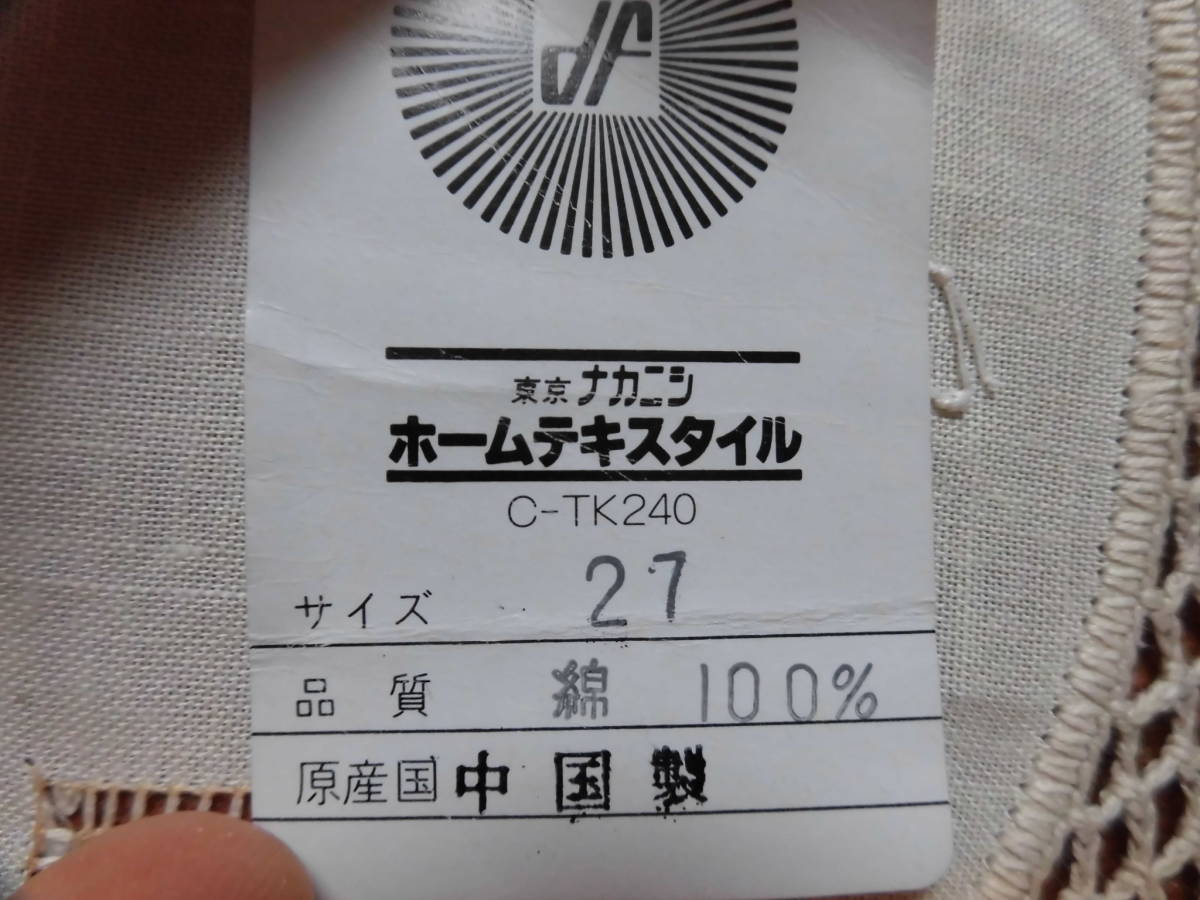 df
東京 ナカニシ
ホームテキスタイル
C-TK240
サイズ 27
品質 綿 100%
原産国 中国製